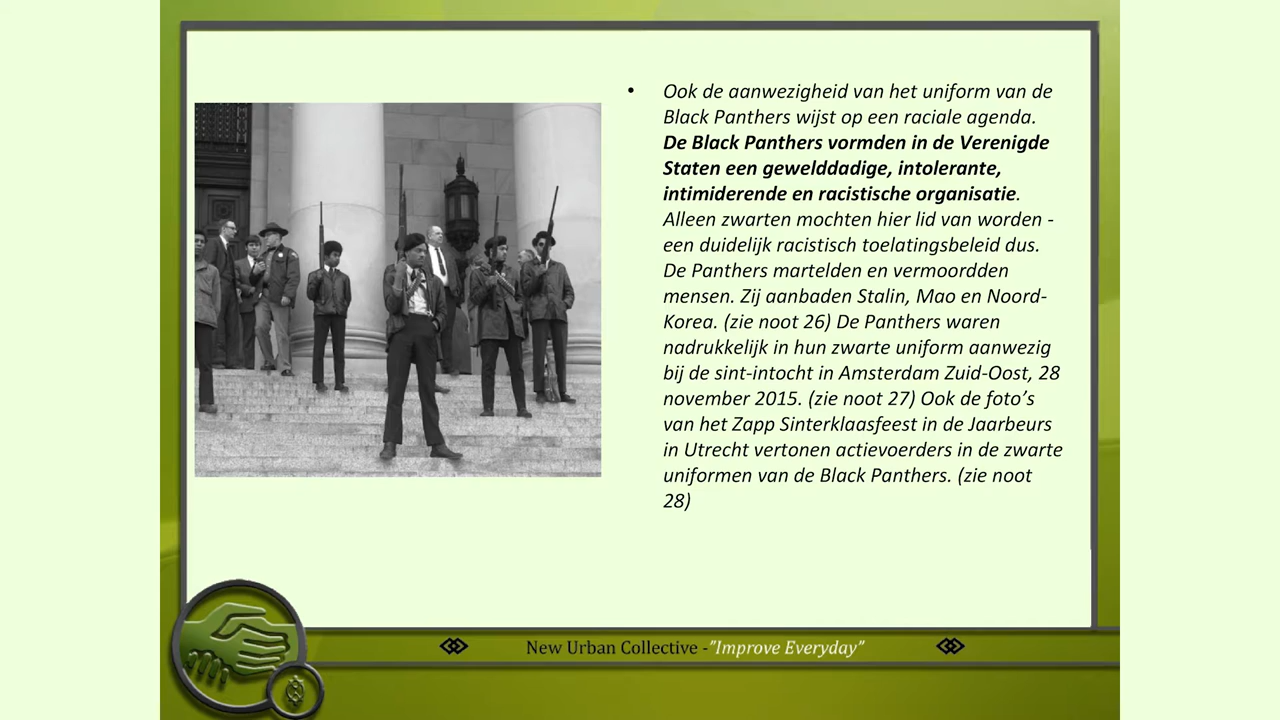 • Ook de aanwezigheid van het uniform van de
Black Panthers wijst op een raciale agenda.
De Black Panthers vormden in de Verenigde
Staten een gewelddadige, intolerante,
intimiderende en racistische organisatie.
Alleen zwarten mochten hier lid van worden -
een duidelijk racistisch toelatingsbeleid dus.
De Panthers martelden en vermoordden
mensen. Zij aanbaden Stalin, Mao en Noord-
Korea. (zie noot 26) De Panthers waren
nadrukkelijk in hun zwarte uniform aanwezig
bij de sint-intocht in Amsterdam Zuid-Oost, 28
november 2015. (zie noot 27) Ook de foto’s
van het Zapp Sinterklaasfeest in de Jaarbeurs
in Utrecht vertonen actievoerders in de zwarte
uniformen van de Black Panthers. (zie noot
28)
New Urban Collective -”Improve Everyday”